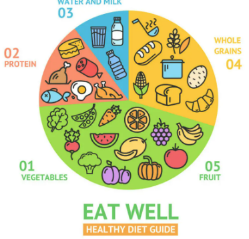 WATER AND MILK
03
02
PROTEIN
WHOLE
GRAINS
04
01
VEGETABLES
05
FRUIT
EAT WELL
HEALTHY DIET GUIDE